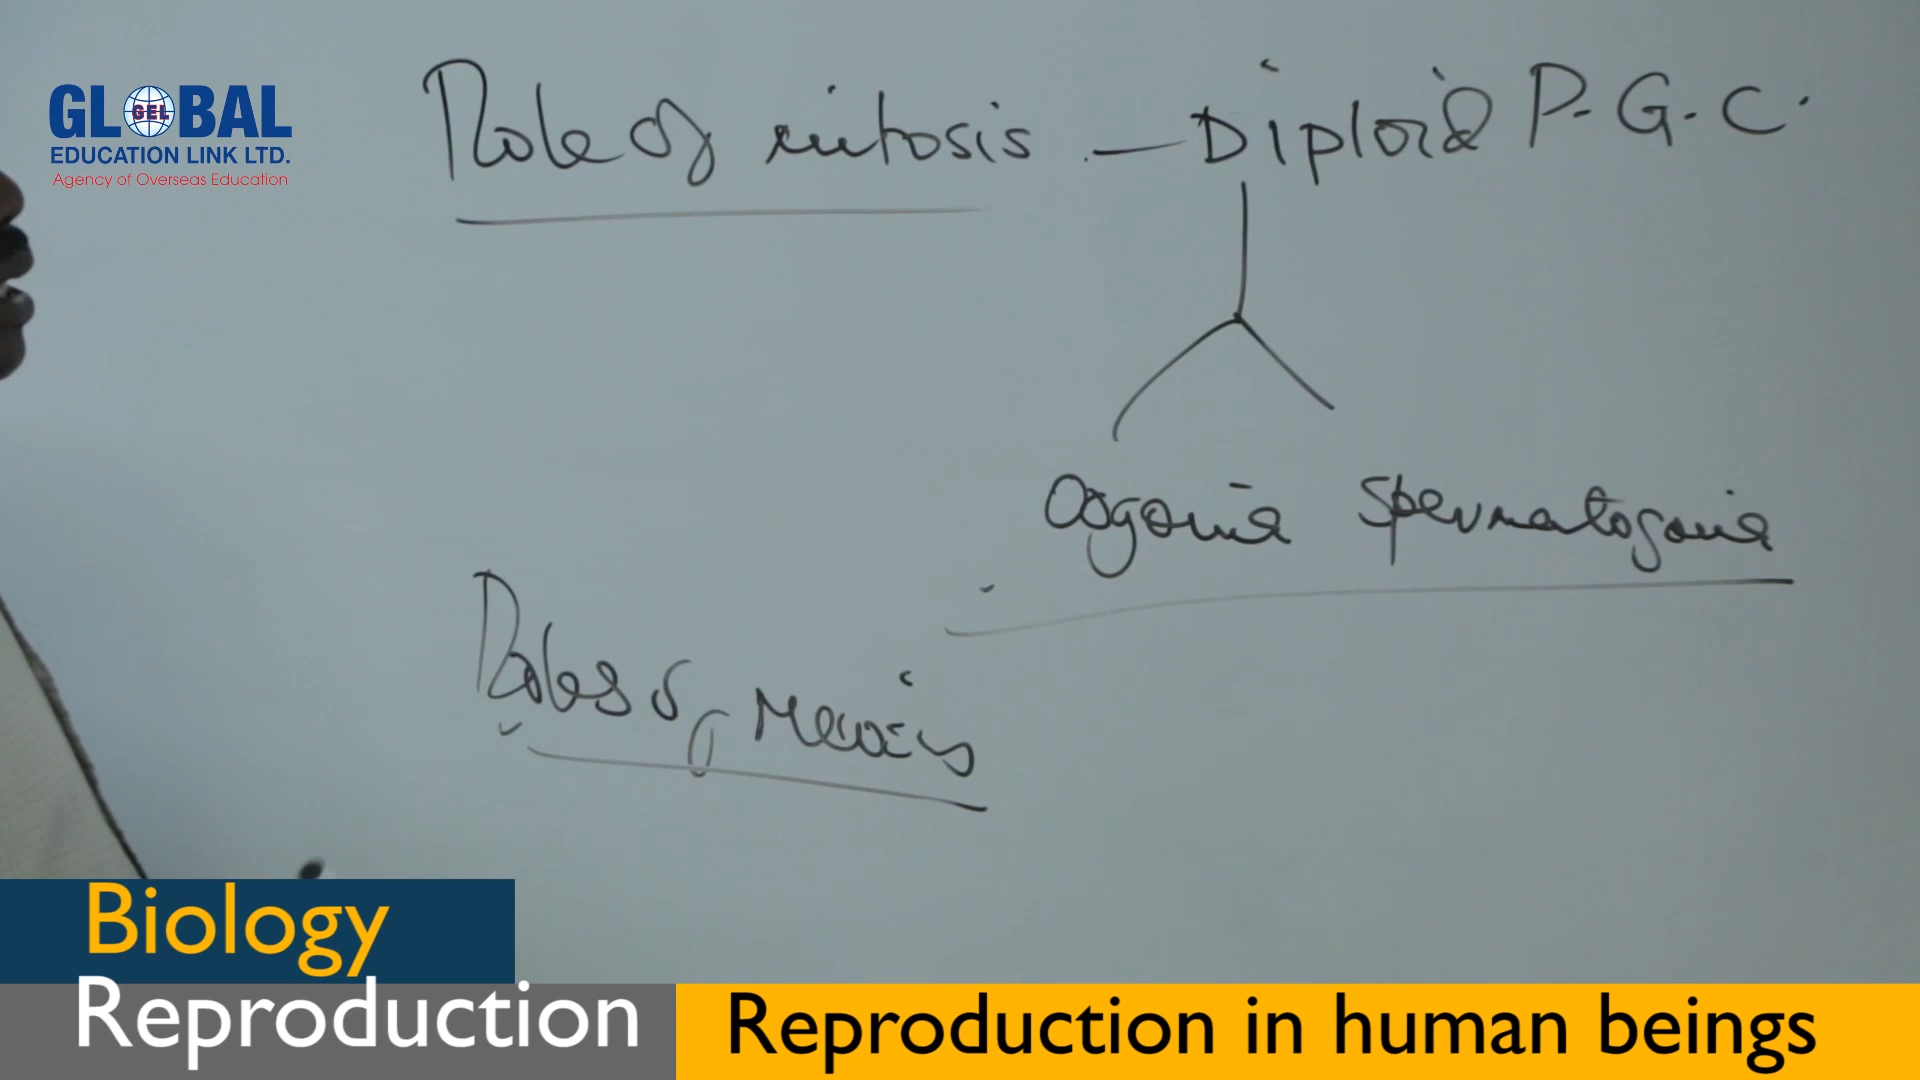 GLOBAL
GEL
EDUCATION LINK LTD.
Agency of Overseas Education
Role of mitosis - Diploid P.G.C.
Oogonia Spermatogonia
Roles of Meiosis
Biology
Reproduction
Reproduction in human beings